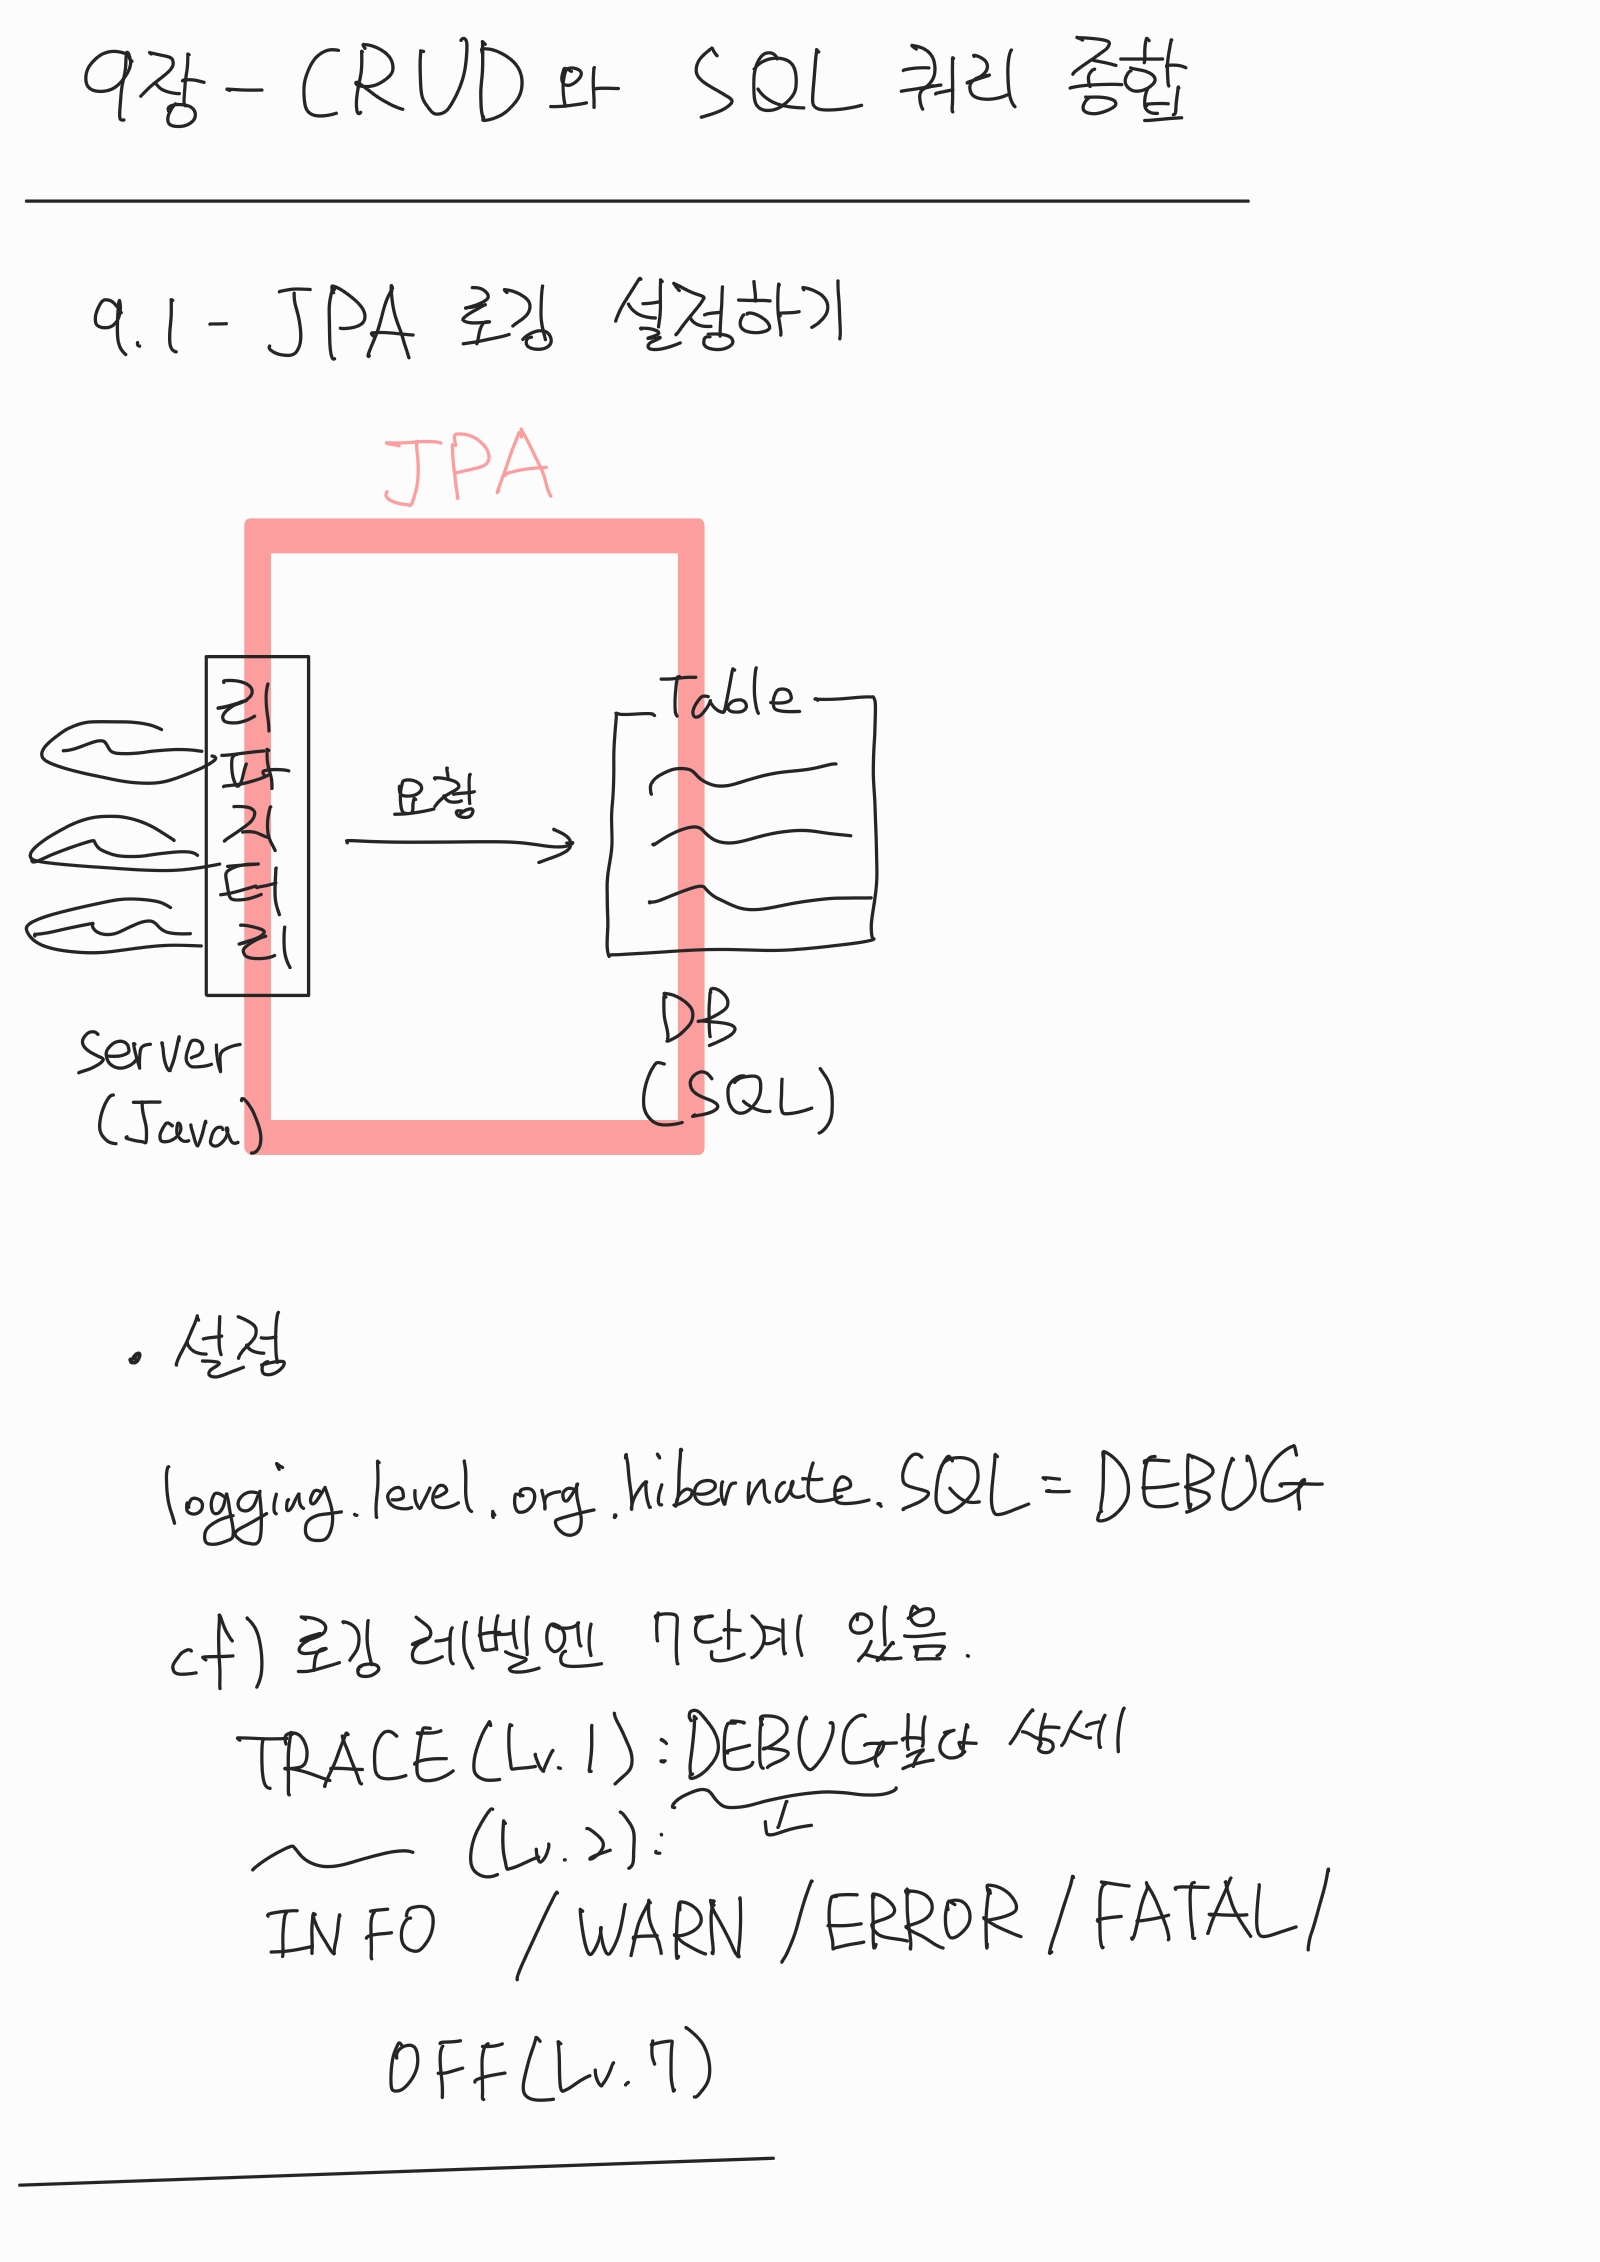 9장 - CRUD와 SQL 쿼리 종합
9.1 - JPA 로깅 설정하기
JPA
리
파
지
터
리
요청
Table
server
(Java)
DB
(SQL)
. 설정
logging.level.org.hibernate.SQL = DEBUG
cf) 로깅 레벨엔 7단계 있음.
TRACE(Lv.1): DEBUG보다 상세
(Lv.2):
INFO / WARN / ERROR / FATAL /
OFF(Lv.7)